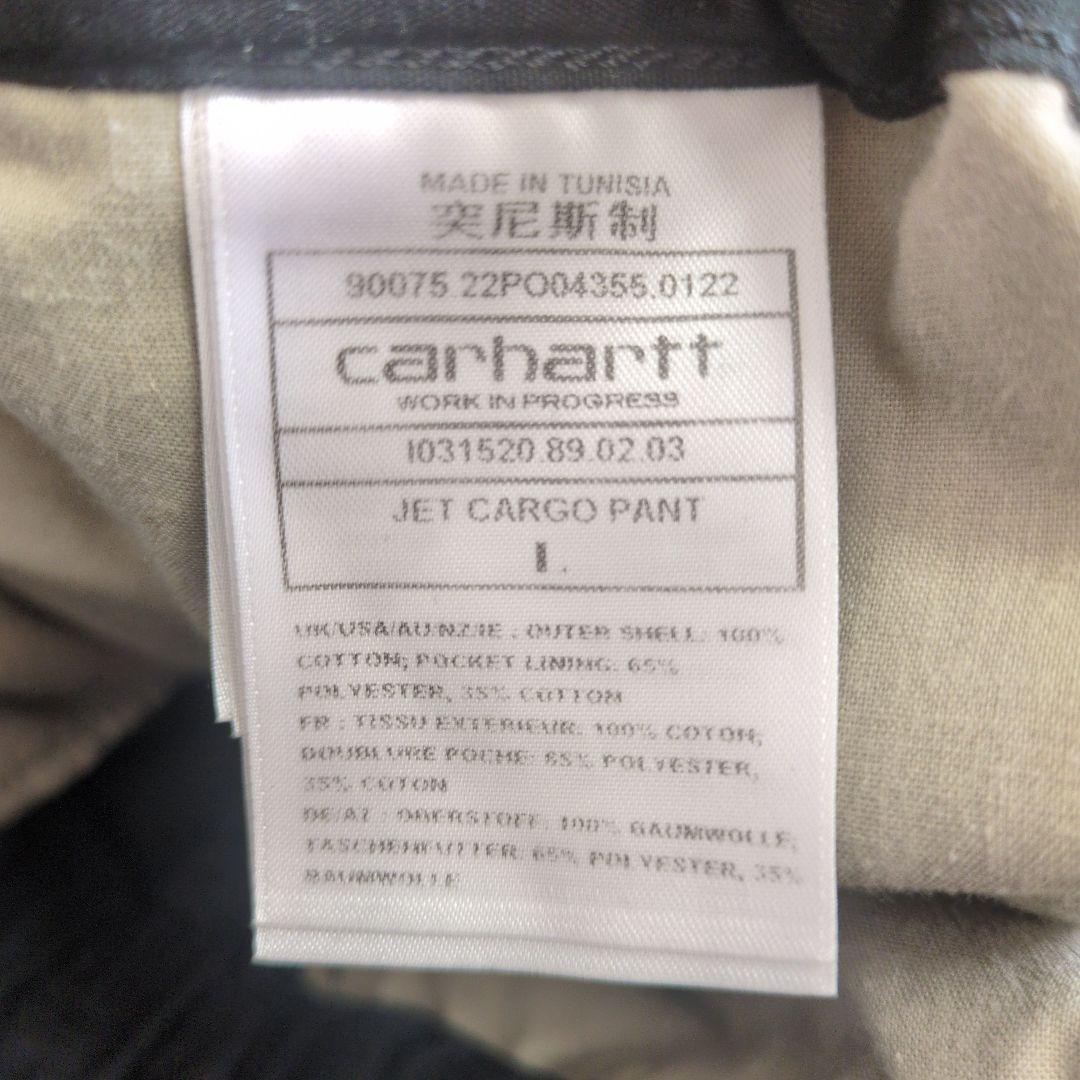 MADE IN TUNISIA
突尼斯制
90075.22PO04355.0122
carhartt
WORK IN PROGRESS
I031520.89.02.03
JET CARGO PANT
L
UK/USA/AU/NZ/IE : OUTER SHELL: 100%
COTTON; POCKET LINING: 65%
POLYESTER, 35% COTTON
FR : TISSU EXTERIEUR: 100% COTON;
DOUBLURE POCHE: 65% POLYESTER,
35% COTON
DE/AT : OBERSTOFF: 100% BAUMWOLLE;
TASCHENFUTTER: 65% POLYESTER, 35%
BAUMWOLLE